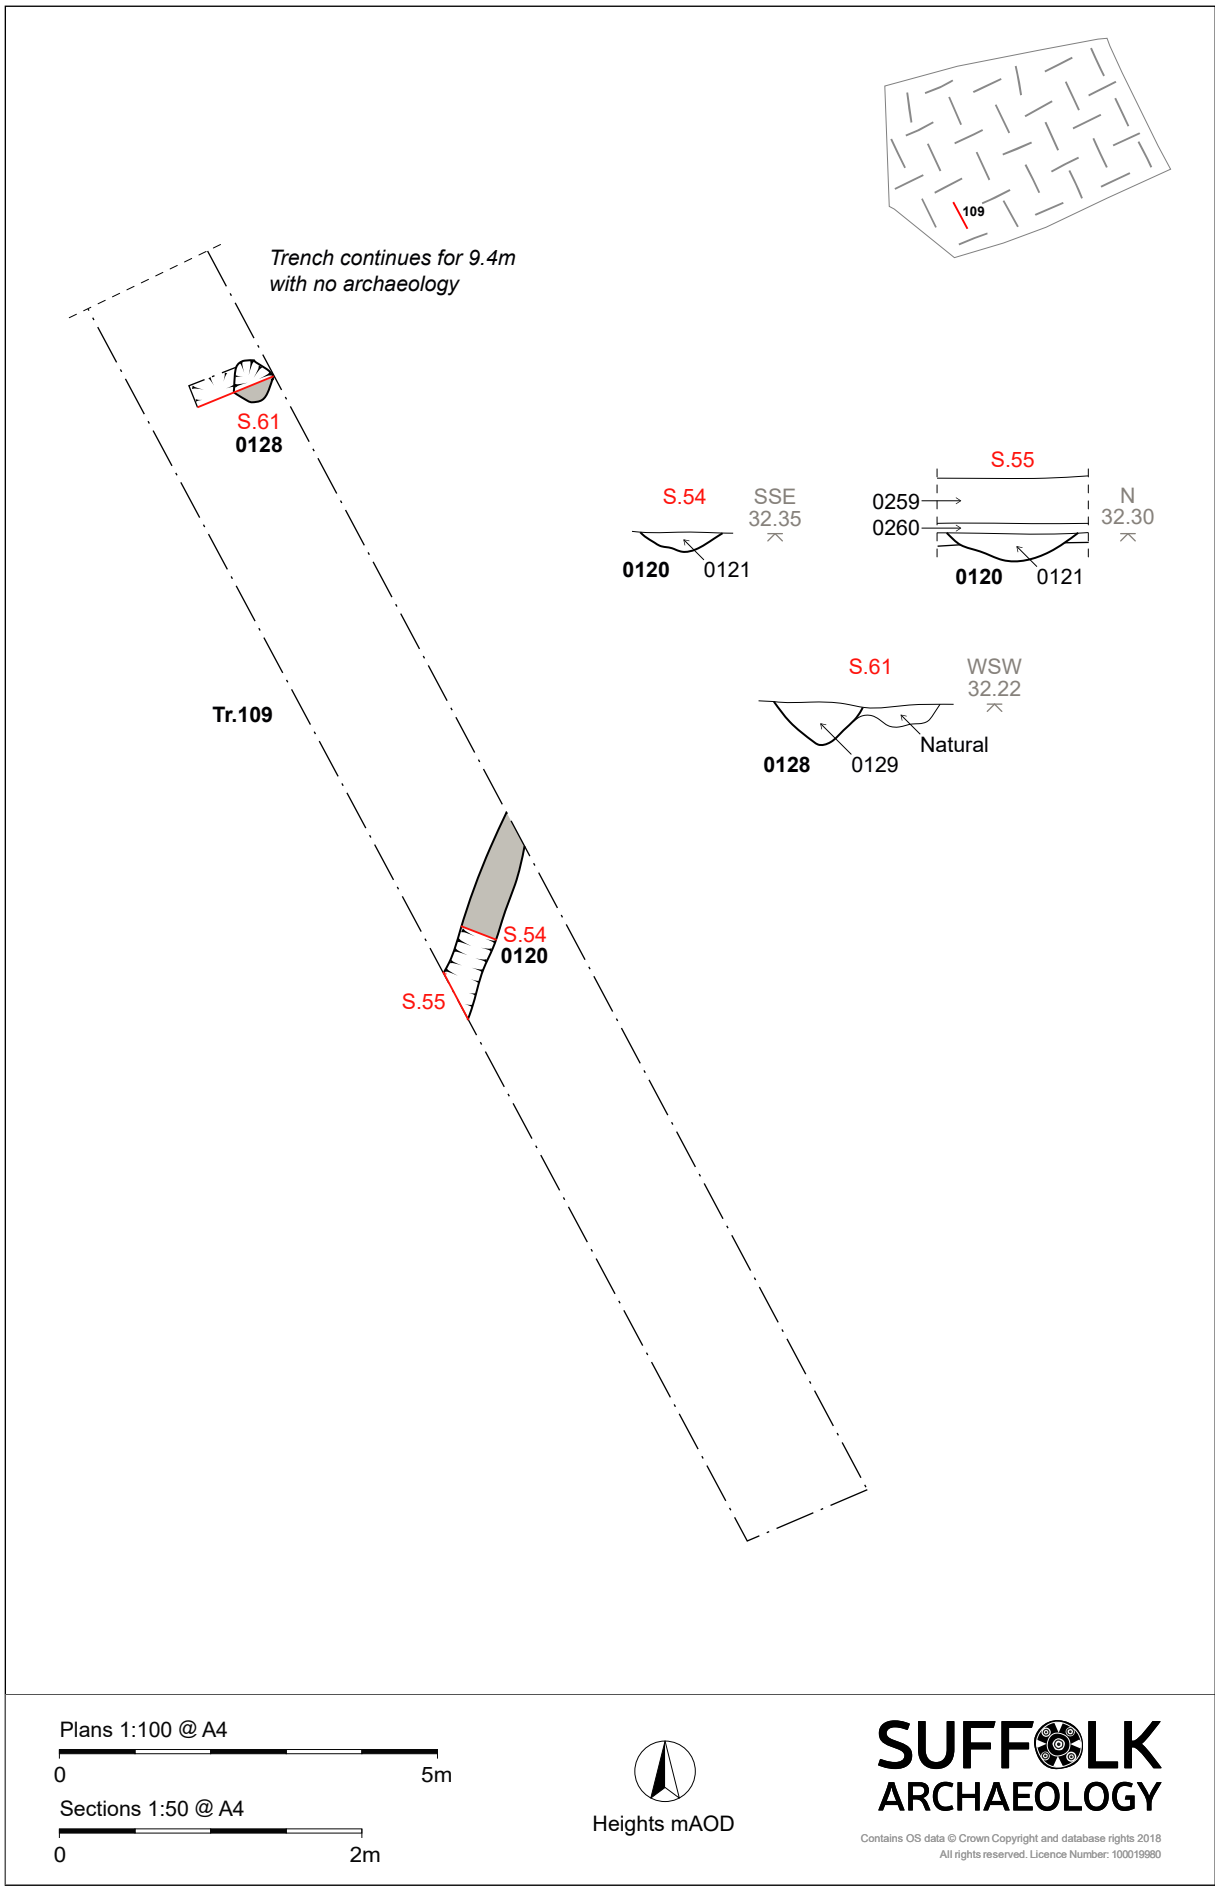 109
Trench continues for 9.4m
with no archaeology
S.61
0128
S.54
SSE
32.35
0120
0121
S.55
0259
0260
N
32.30
0120
0121
S.61
WSW
32.22
Natural
0128
0129
Tr.109
S.54
0120
S.55
Plans 1:100 @ A4
0 5m
Sections 1:50 @ A4
0 2m
Heights mAOD
SUFFOLK
ARCHAEOLOGY
Contains OS data © Crown Copyright and database rights 2018
All rights reserved. Licence Number: 100019980